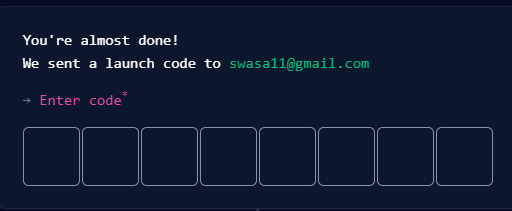 You're almost done!
We sent a launch code to swasa11@gmail.com
→ Enter code*